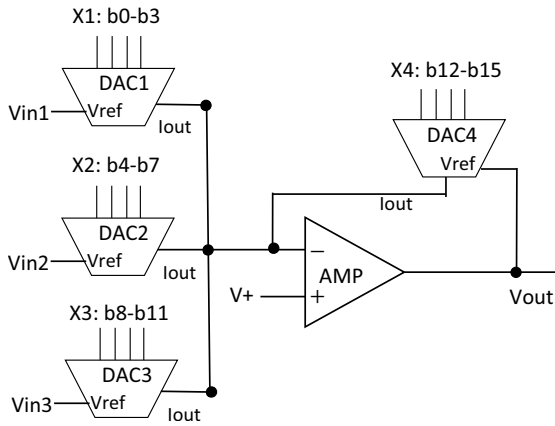 X1: b0-b3
DAC1
Vin1
Vref
Iout
X4: b12-b15
DAC4
Vref
Iout
X2: b4-b7
DAC2
Vin2
Vref
Iout
−
AMP
V+
+
Vout
X3: b8-b11
DAC3
Vin3
Vref
Iout